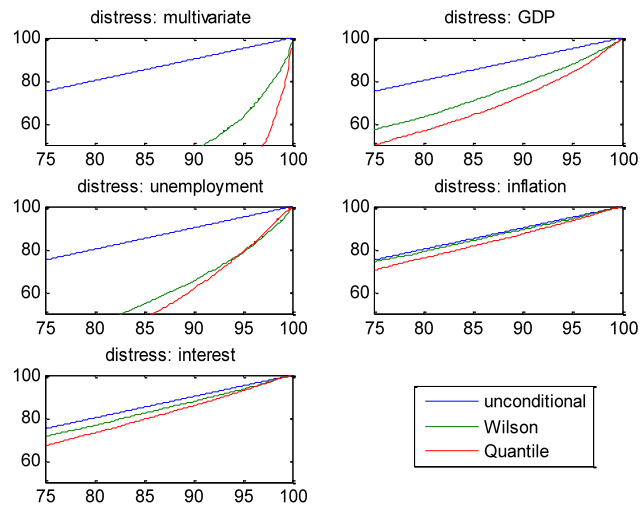 distress: multivariate
100
80
60
75 80 85 90 95 100
distress: GDP
100
80
60
75 80 85 90 95 100
distress: unemployment
100
80
60
75 80 85 90 95 100
distress: inflation
100
80
60
75 80 85 90 95 100
distress: interest
100
80
60
75 80 85 90 95 100
unconditional
Wilson
Quantile